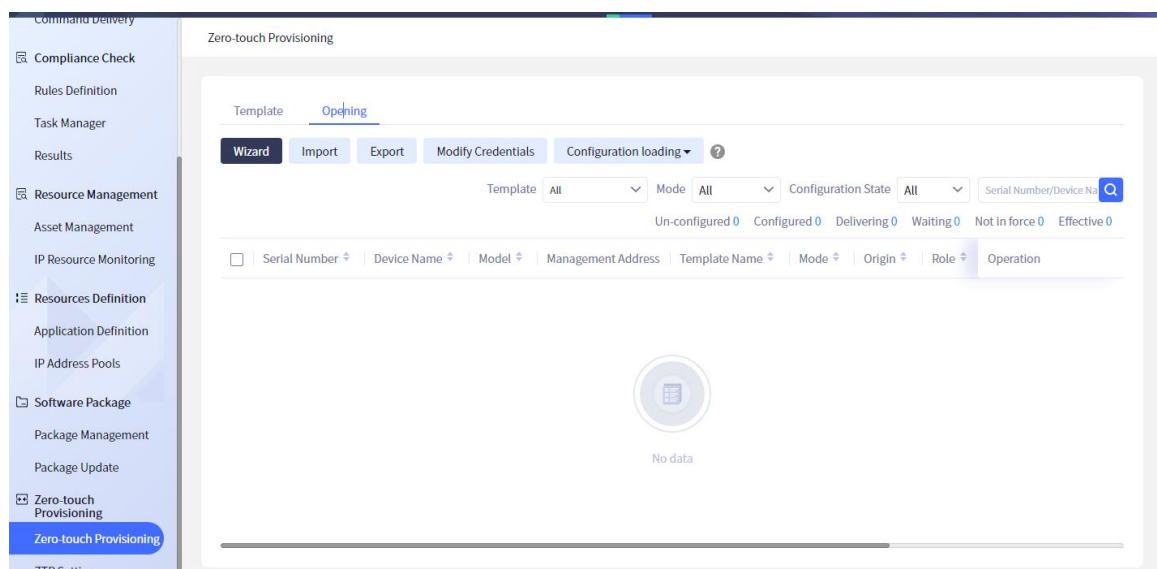 Command Delivery
Compliance Check
Rules Definition
Task Manager
Results
Resource Management
Asset Management
IP Resource Monitoring
Resources Definition
Application Definition
IP Address Pools
Software Package
Package Management
Package Update
Zero-touch
Provisioning
Zero-touch Provisioning
Zero-touch Provisioning
Template Opening
Wizard Import Export Modify Credentials Configuration loading ?
Template All Mode All Configuration State All Serial Number/Device Na
Un-configured 0 Configured 0 Delivering 0 Waiting 0 Not in force 0 Effective 0
Serial Number Device Name Model Management Address Template Name Mode Origin Role Operation
No data